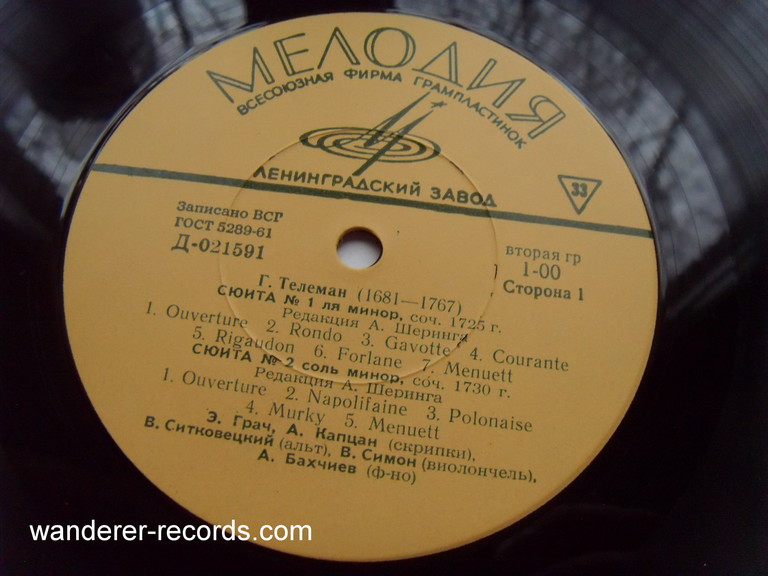 МЕЛОДИЯ
ВСЕСОЮЗНАЯ ФИРМА ГРАМПЛАСТИНОК
ЛЕНИНГРАДСКИЙ ЗАВОД
33
Записано ВСГ
ГОСТ 5289-61
Д-021591
вторая гр
1-00
Сторона 1
Г. Телеман (1681—1767)
СЮИТА № 1 ля минор, соч. 1725 г.
Редакция А. Шеринга
1. Ouverture 2. Rondo 3. Gavotte 4. Courante
5. Rigaudon 6. Forlane 7. Menuett
СЮИТА № 2 соль минор, соч. 1730 г.
Редакция А. Шеринга
1. Ouverture 2. Napolifaine 3. Polonaise
4. Murky 5. Menuett
Э. Грач, А. Капцан (скрипки),
В. Ситковецкий (альт), В. Симон (виолончель),
А. Бахчиев (ф-но)
wanderer-records.com